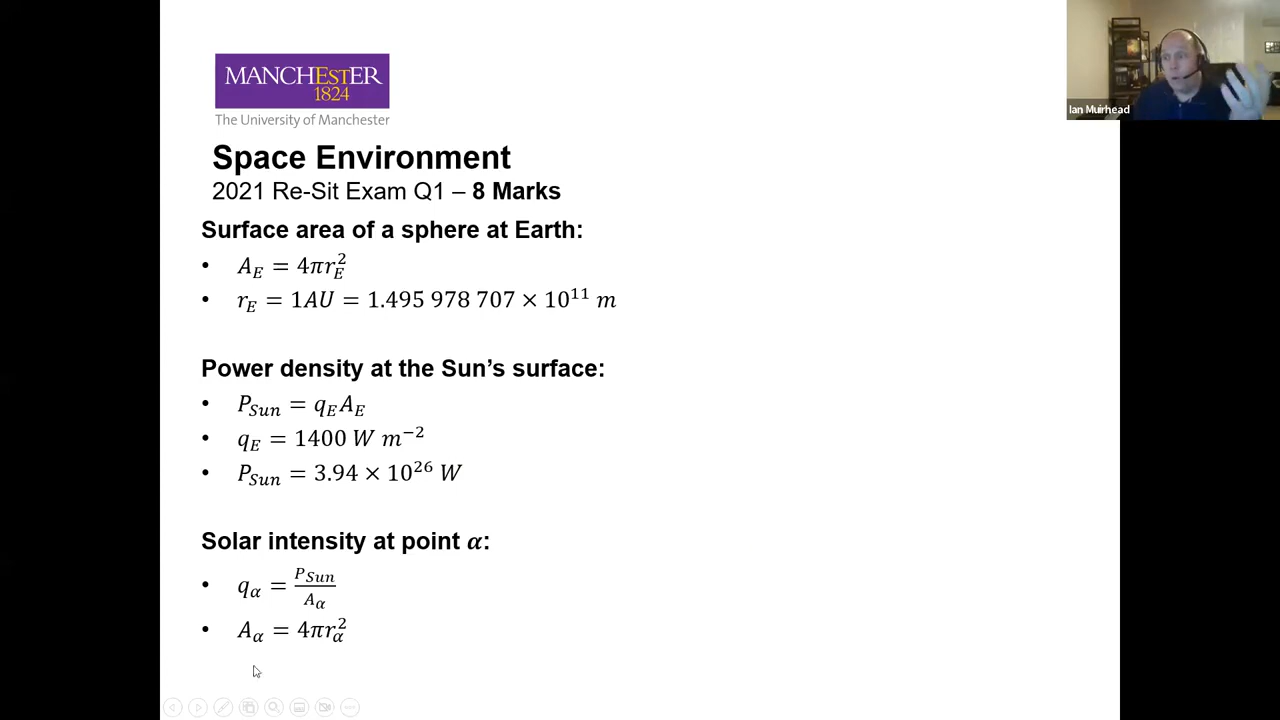 MANCHESTER
1824
The University of Manchester
Ian Muirhead
Space Environment
2021 Re-Sit Exam Q1 – 8 Marks
Surface area of a sphere at Earth:
• A_E = 4πr_E^2
• r_E = 1AU = 1.495 978 707 × 10^11 m
Power density at the Sun's surface:
• P_Sun = q_E A_E
• q_E = 1400 W m^−2
• P_Sun = 3.94 × 10^26 W
Solar intensity at point α:
• q_α = P_Sun / A_α
• A_α = 4πr_α^2